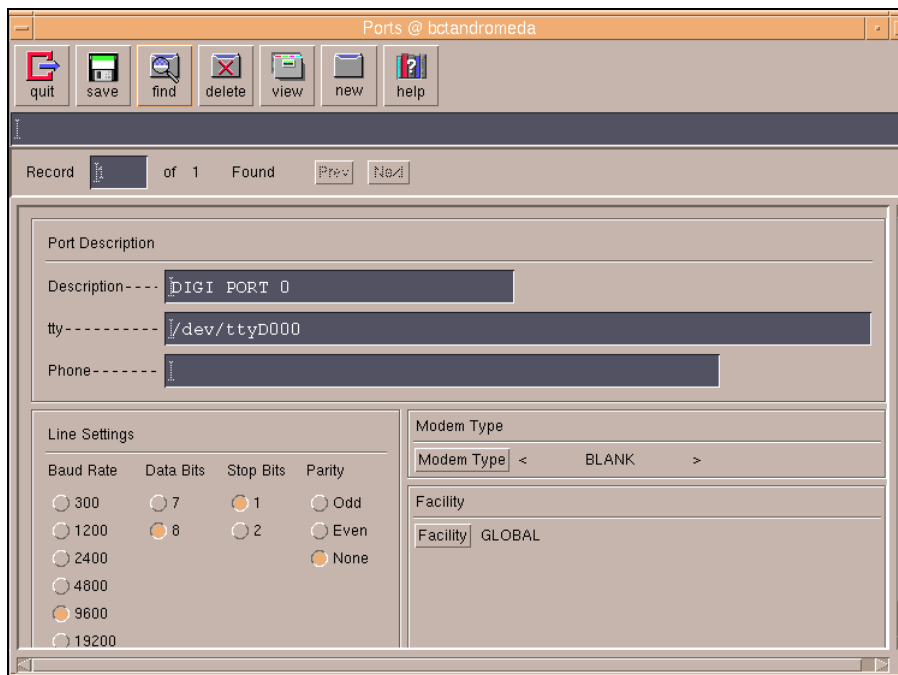 Ports @ bctandromeda
quit save find delete view new help
Record 1 of 1 Found Prev Next
Port Description
Description---- DIGI PORT 0
tty---------- /dev/ttyD000
Phone-------
Line Settings
Baud Rate Data Bits Stop Bits Parity
300 7 1 Odd
1200 8 2 Even
2400 None
4800
9600
19200
Modem Type
Modem Type < BLANK >
Facility
Facility GLOBAL